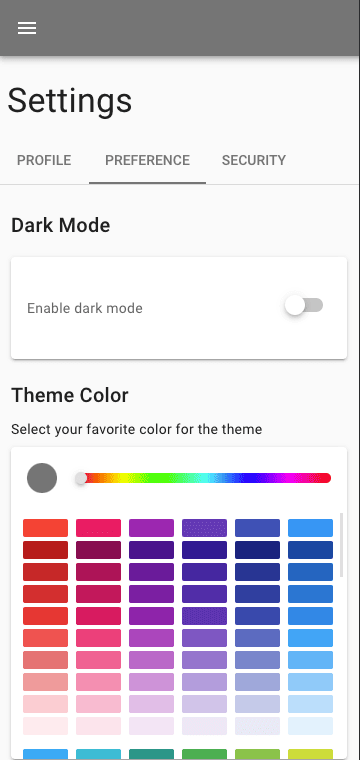 Settings
PROFILE
PREFERENCE
SECURITY
Dark Mode
Enable dark mode
Theme Color
Select your favorite color for the theme